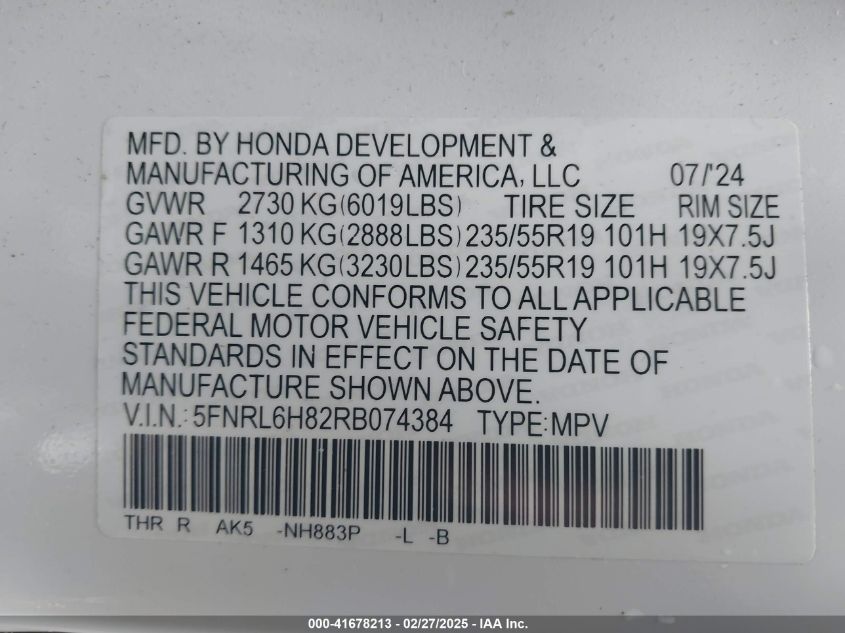 MFD. BY HONDA DEVELOPMENT &
MANUFACTURING OF AMERICA, LLC 07/'24
GVWR 2730 KG(6019LBS) TIRE SIZE RIM SIZE
GAWR F 1310 KG(2888LBS) 235/55R19 101H 19X7.5J
GAWR R 1465 KG(3230LBS) 235/55R19 101H 19X7.5J
THIS VEHICLE CONFORMS TO ALL APPLICABLE
FEDERAL MOTOR VEHICLE SAFETY
STANDARDS IN EFFECT ON THE DATE OF
MANUFACTURE SHOWN ABOVE.
V.I.N.: 5FNRL6H82RB074384 TYPE:MPV
THR R AK5 -NH883P -L -B
000-41678213 - 02/27/2025 - IAA Inc.